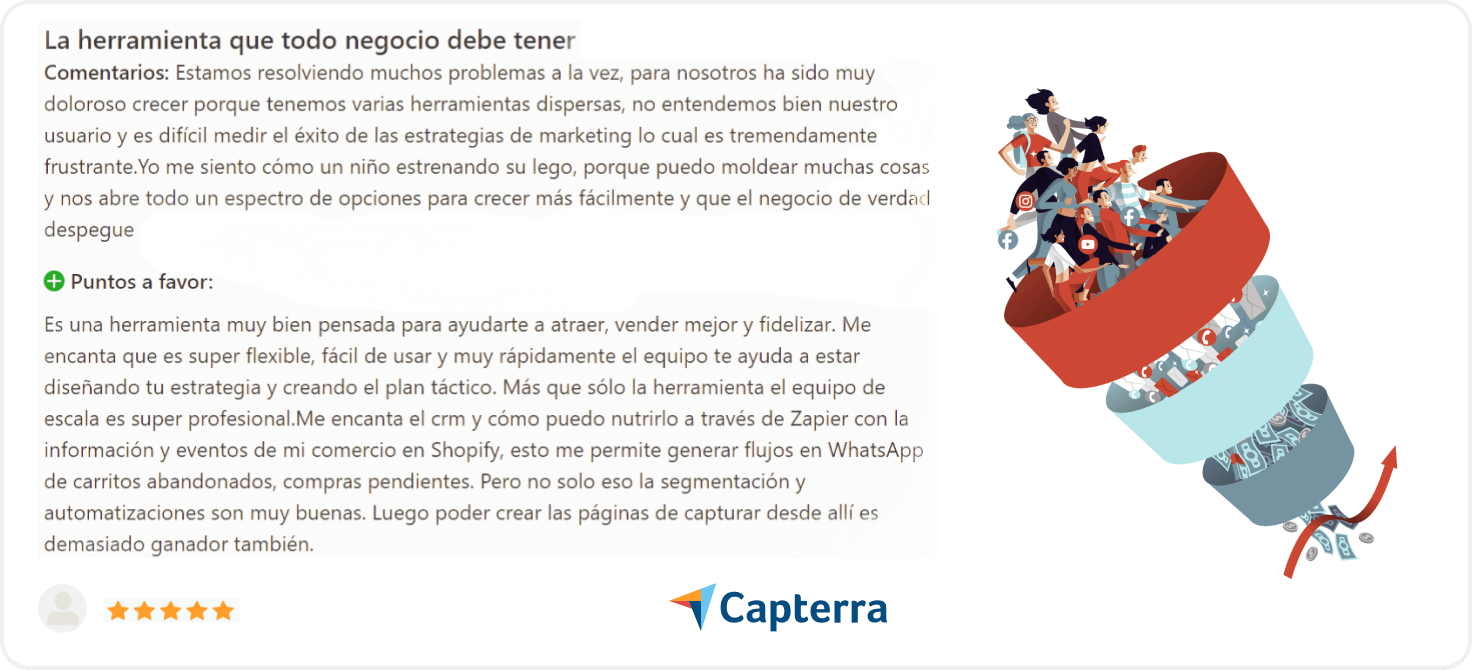 La herramienta que todo negocio debe tener
Comentarios: Estamos resolviendo muchos problemas a la vez, para nosotros ha sido muy
doloroso crecer porque tenemos varias herramientas dispersas, no entendemos bien nuestro
usuario y es difícil medir el éxito de las estrategias de marketing lo cual es tremendamente
frustrante.Yo me siento cómo un niño estrenando su lego, porque puedo moldear muchas cosas
y nos abre todo un espectro de opciones para crecer más fácilmente y que el negocio de verdad
despegue
Puntos a favor:
Es una herramienta muy bien pensada para ayudarte a atraer, vender mejor y fidelizar. Me
encanta que es super flexible, fácil de usar y muy rápidamente el equipo te ayuda a estar
diseñando tu estrategia y creando el plan táctico. Más que sólo la herramienta el equipo de
escala es super profesional.Me encanta el crm y cómo puedo nutrirlo a través de Zapier con la
información y eventos de mi comercio en Shopify, esto me permite generar flujos en WhatsApp
de carritos abandonados, compras pendientes. Pero no solo eso la segmentación y
automatizaciones son muy buenas. Luego poder crear las páginas de capturar desde allí es
demasiado ganador también.
Capterra